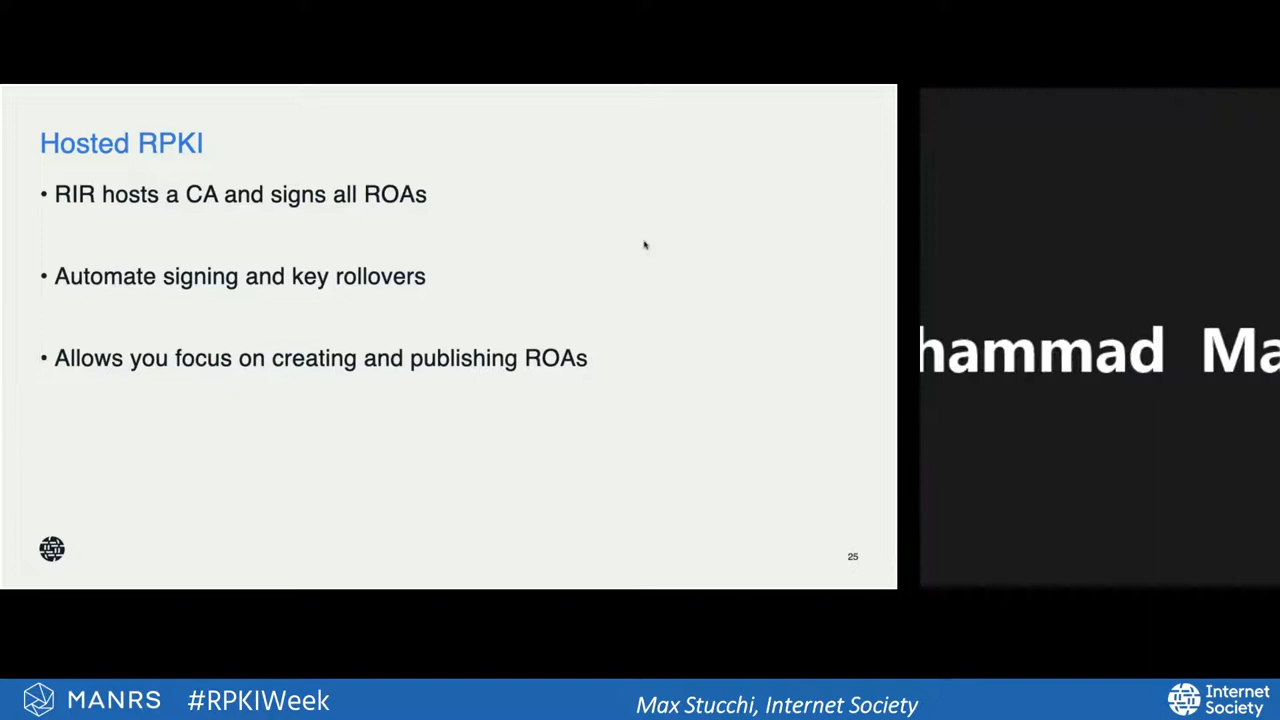 Hosted RPKI
• RIR hosts a CA and signs all ROAs
• Automate signing and key rollovers
• Allows you focus on creating and publishing ROAs
25
hammad Ma
MANRS
#RPKIWeek
Max Stucchi, Internet Society
Internet
Society